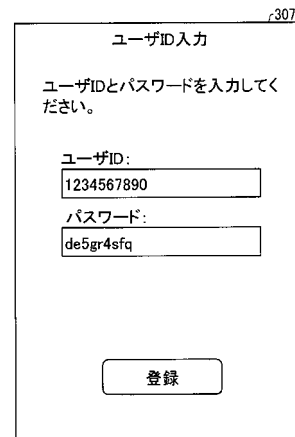 307
ユーザID入力
ユーザIDとパスワードを入力してく
ださい。
ユーザID:
1234567890
パスワード:
de5gr4sfq
登録